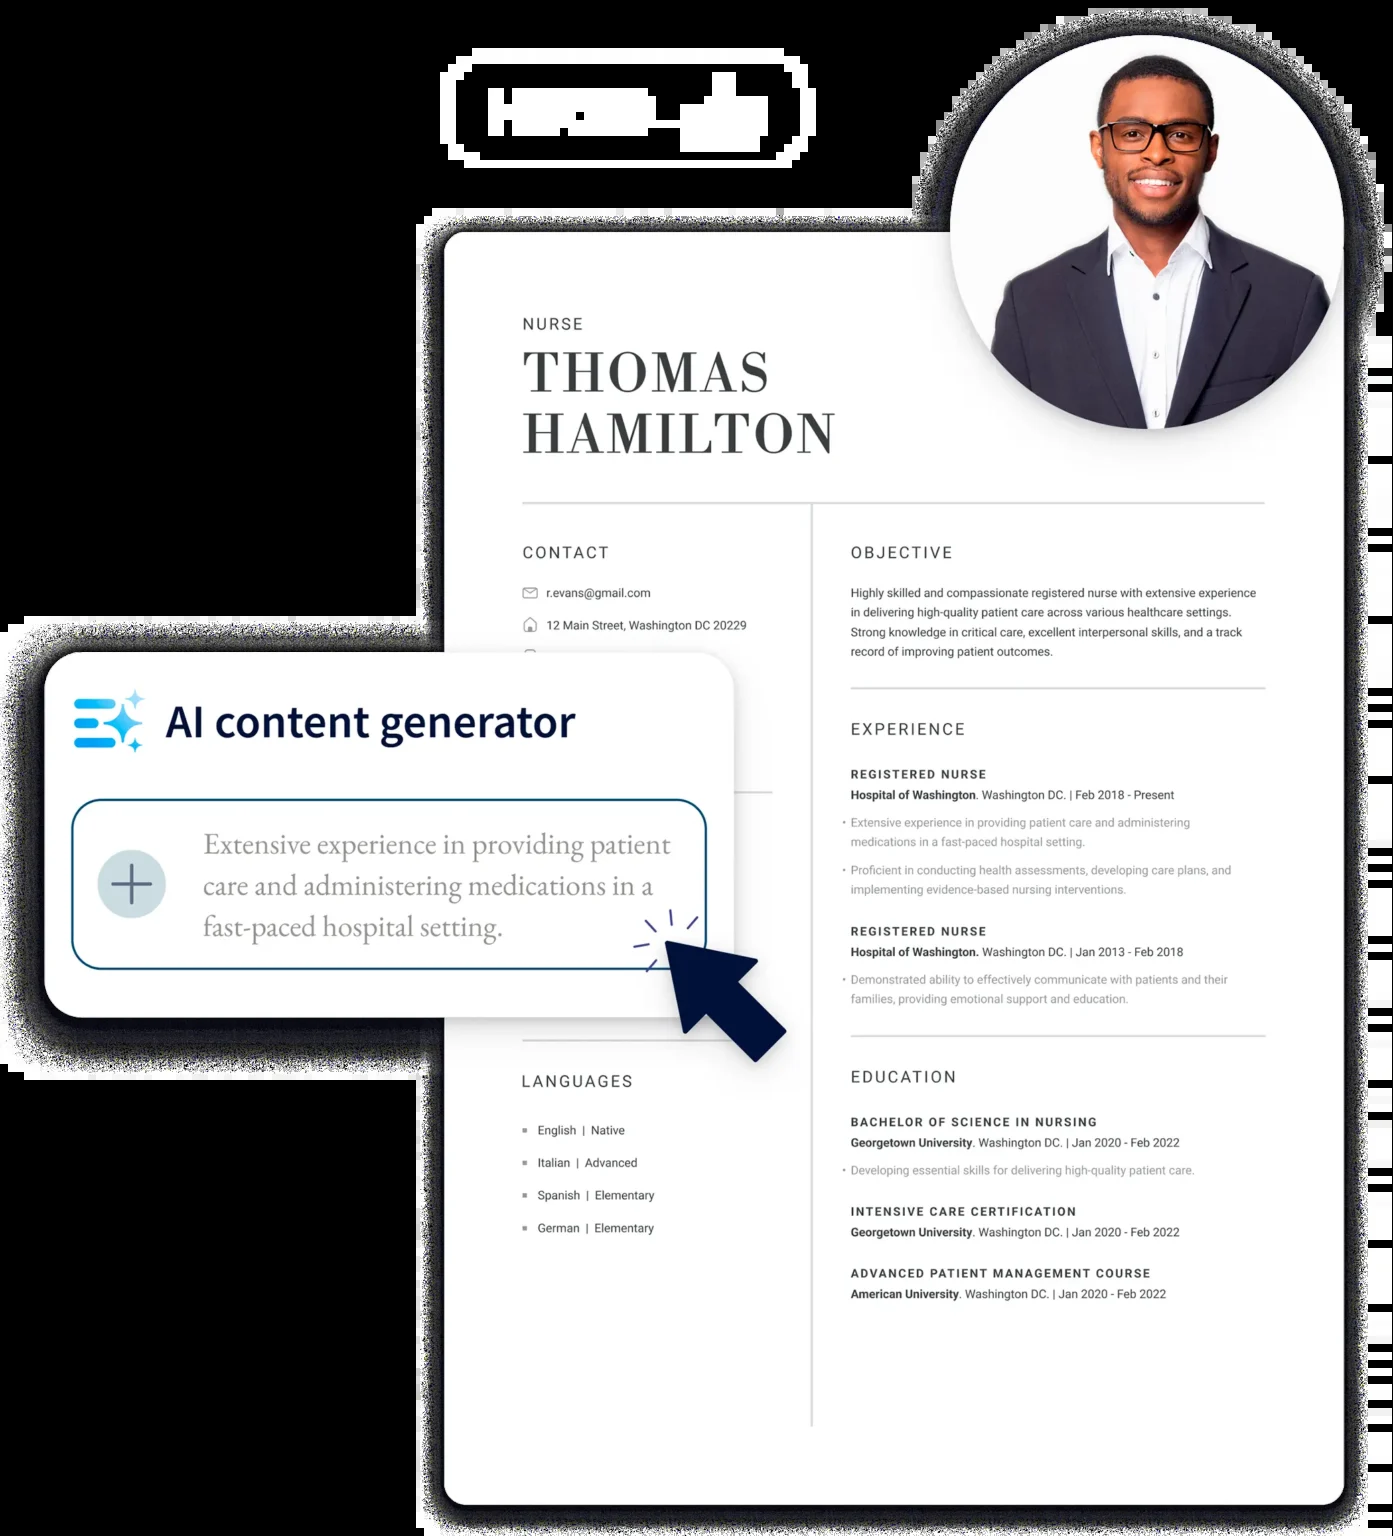 NURSE
THOMAS
HAMILTON
CONTACT
r.evans@gmail.com
12 Main Street, Washington DC 20229
AI content generator
Extensive experience in providing patient
care and administering medications in a
fast-paced hospital setting.
LANGUAGES
English | Native
Italian | Advanced
Spanish | Elementary
German | Elementary
OBJECTIVE
Highly skilled and compassionate registered nurse with extensive experience
in delivering high-quality patient care across various healthcare settings.
Strong knowledge in critical care, excellent interpersonal skills, and a track
record of improving patient outcomes.
EXPERIENCE
REGISTERED NURSE
Hospital of Washington. Washington DC. | Feb 2018 - Present
• Extensive experience in providing patient care and administering
medications in a fast-paced hospital setting.
• Proficient in conducting health assessments, developing care plans, and
implementing evidence-based nursing interventions.
REGISTERED NURSE
Hospital of Washington. Washington DC. | Jan 2013 - Feb 2018
• Demonstrated ability to effectively communicate with patients and their
families, providing emotional support and education.
EDUCATION
BACHELOR OF SCIENCE IN NURSING
Georgetown University. Washington DC. | Jan 2020 - Feb 2022
• Developing essential skills for delivering high-quality patient care.
INTENSIVE CARE CERTIFICATION
Georgetown University. Washington DC. | Jan 2020 - Feb 2022
ADVANCED PATIENT MANAGEMENT COURSE
American University. Washington DC. | Jan 2020 - Feb 2022